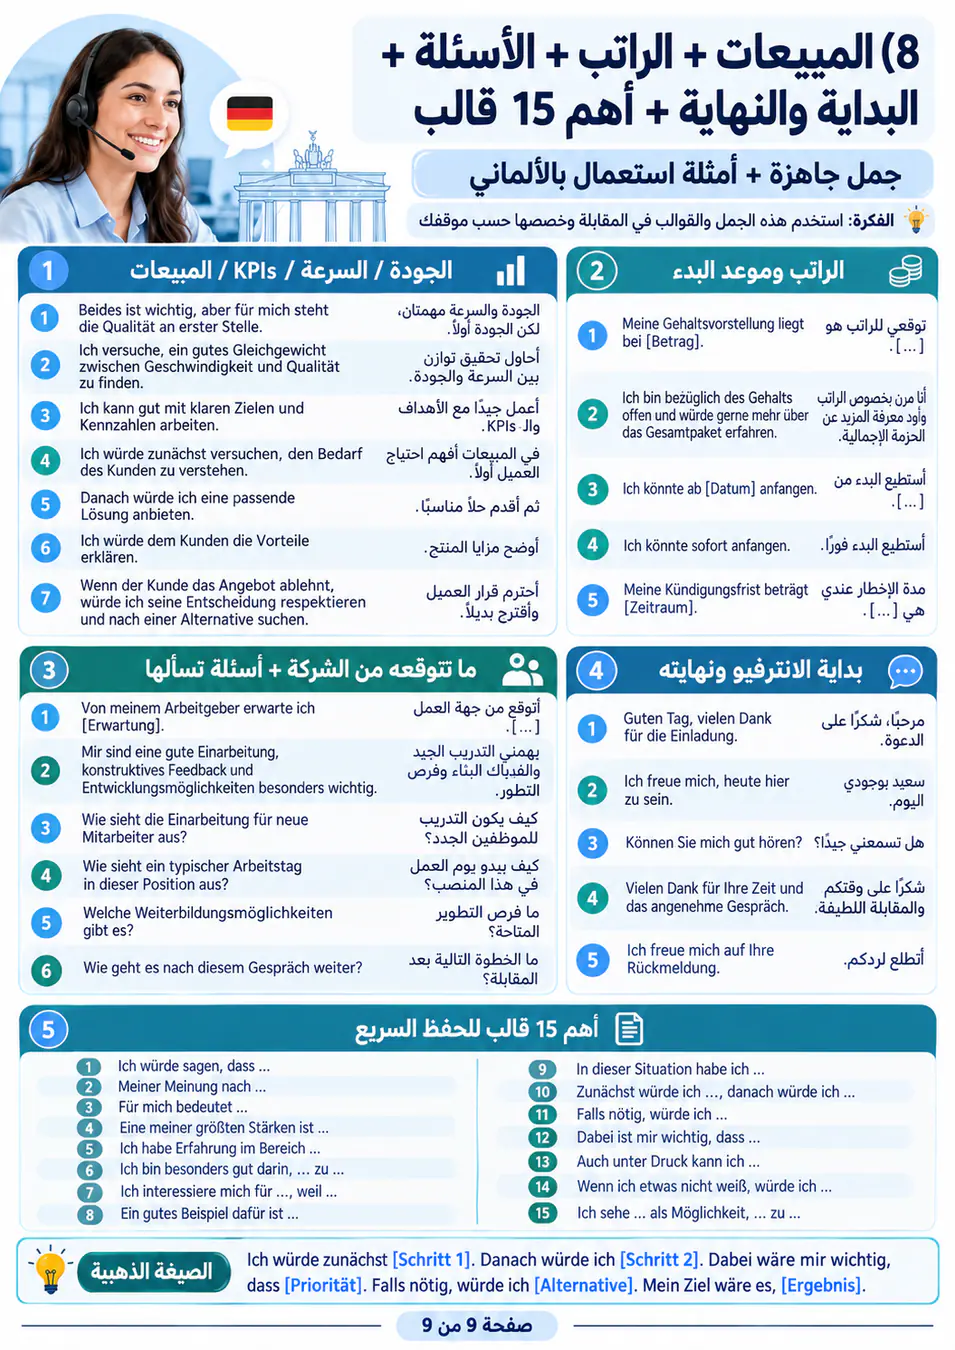 8) المبيعات + الراتب + الأسئلة +
البداية والنهاية + أهم 15 قالب
جمل جاهزة + أمثلة استعمال بالألماني
الفكرة: استخدم هذه الجمل والقوالب في المقابلة وخصصها حسب موقفك
1 الجودة / السرعة / KPIs / المبيعات
1 Beides ist wichtig, aber für mich steht
die Qualität an erster Stelle.
الجودة والسرعة مهمتان،
لكن الجودة أولاً.
2 Ich versuche, ein gutes Gleichgewicht
zwischen Geschwindigkeit und Qualität
zu finden.
أحاول تحقيق توازن
بين السرعة والجودة.
3 Ich kann gut mit klaren Zielen und
Kennzahlen arbeiten.
أعمل جيدًا مع الأهداف
والـ KPIs.
4 Ich würde zunächst versuchen, den Bedarf
des Kunden zu verstehen.
في المبيعات أفهم احتياج
العميل أولاً.
5 Danach würde ich eine passende
Lösung anbieten.
ثم أقدم حلاً مناسبًا.
6 Ich würde dem Kunden die Vorteile
erklären.
أوضح مزايا المنتج.
7 Wenn der Kunde das Angebot ablehnt,
würde ich seine Entscheidung respektieren
und nach einer Alternative suchen.
أحترم قرار العميل
وأقترح بديلاً.
2 الراتب وموعد البدء
1 Meine Gehaltsvorstellung liegt
bei [Betrag].
توقعي للراتب هو
[...].
2 Ich bin bezüglich des Gehalts
offen und würde gerne mehr über
das Gesamtpaket erfahren.
أنا مرن بخصوص الراتب
وأود معرفة المزيد عن
الحزمة الإجمالية.
3 Ich könnte ab [Datum] anfangen.
أستطيع البدء من
[...].
4 Ich könnte sofort anfangen.
أستطيع البدء فورًا.
5 Meine Kündigungsfrist beträgt
[Zeitraum].
مدة الإخطار عندي
هي [...].
3 ما تتوقعه من الشركة + أسئلة تسألها
1 Von meinem Arbeitgeber erwarte ich
[Erwartung].
أتوقع من جهة العمل
[...].
2 Mir sind eine gute Einarbeitung,
konstruktives Feedback und
Entwicklungsmöglichkeiten besonders wichtig.
يهمني التدريب الجيد
والفدباك البناء وفرص
التطور.
3 Wie sieht die Einarbeitung für neue
Mitarbeiter aus?
كيف يكون التدريب
للموظفين الجدد؟
4 Wie sieht ein typischer Arbeitstag
in dieser Position aus?
كيف يبدو يوم العمل
في هذا المنصب؟
5 Welche Weiterbildungsmöglichkeiten
gibt es?
ما فرص التطوير
المتاحة؟
6 Wie geht es nach diesem Gespräch weiter?
ما الخطوة التالية بعد
المقابلة؟
4 بداية الانترفيو ونهايته
1 Guten Tag, vielen Dank
für die Einladung.
مرحبًا، شكرًا على
الدعوة.
2 Ich freue mich, heute hier
zu sein.
سعيد بوجودي
اليوم.
3 Können Sie mich gut hören?
هل تسمعني جيدًا؟
4 Vielen Dank für Ihre Zeit und
das angenehme Gespräch.
شكرًا على وقتكم
والمقابلة اللطيفة.
5 Ich freue mich auf Ihre
Rückmeldung.
أتطلع لردكم.
5 أهم 15 قالب للحفظ السريع
1 Ich würde sagen, dass ...
2 Meiner Meinung nach ...
3 Für mich bedeutet ...
4 Eine meiner größten Stärken ist ...
5 Ich habe Erfahrung im Bereich ...
6 Ich bin besonders gut darin, ... zu ...
7 Ich interessiere mich für ..., weil ...
8 Ein gutes Beispiel dafür ist ...
9 In dieser Situation habe ich ...
10 Zunächst würde ich ..., danach würde ich ...
11 Falls nötig, würde ich ...
12 Dabei ist mir wichtig, dass ...
13 Auch unter Druck kann ich ...
14 Wenn ich etwas nicht weiß, würde ich ...
15 Ich sehe ... als Möglichkeit, ... zu ...
الصيغة الذهبية
Ich würde zunächst [Schritt 1]. Danach würde ich [Schritt 2]. Dabei wäre mir wichtig,
dass [Priorität]. Falls nötig, würde ich [Alternative]. Mein Ziel wäre es, [Ergebnis].
صفحة 9 من 9